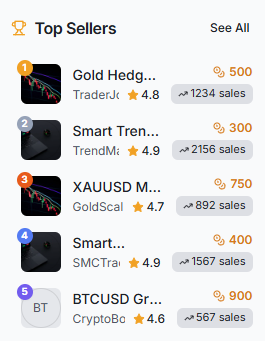 Top Sellers See All
1 Gold Hedg... 500
TraderJo 4.8 1234 sales
2 Smart Tren... 300
TrendMa 4.9 2156 sales
3 XAUUSD M... 750
GoldScal 4.7 892 sales
4 Smart... 400
SMCTra 4.9 1567 sales
5 BT BTCUSD Gr... 900
CryptoBo 4.6 567 sales